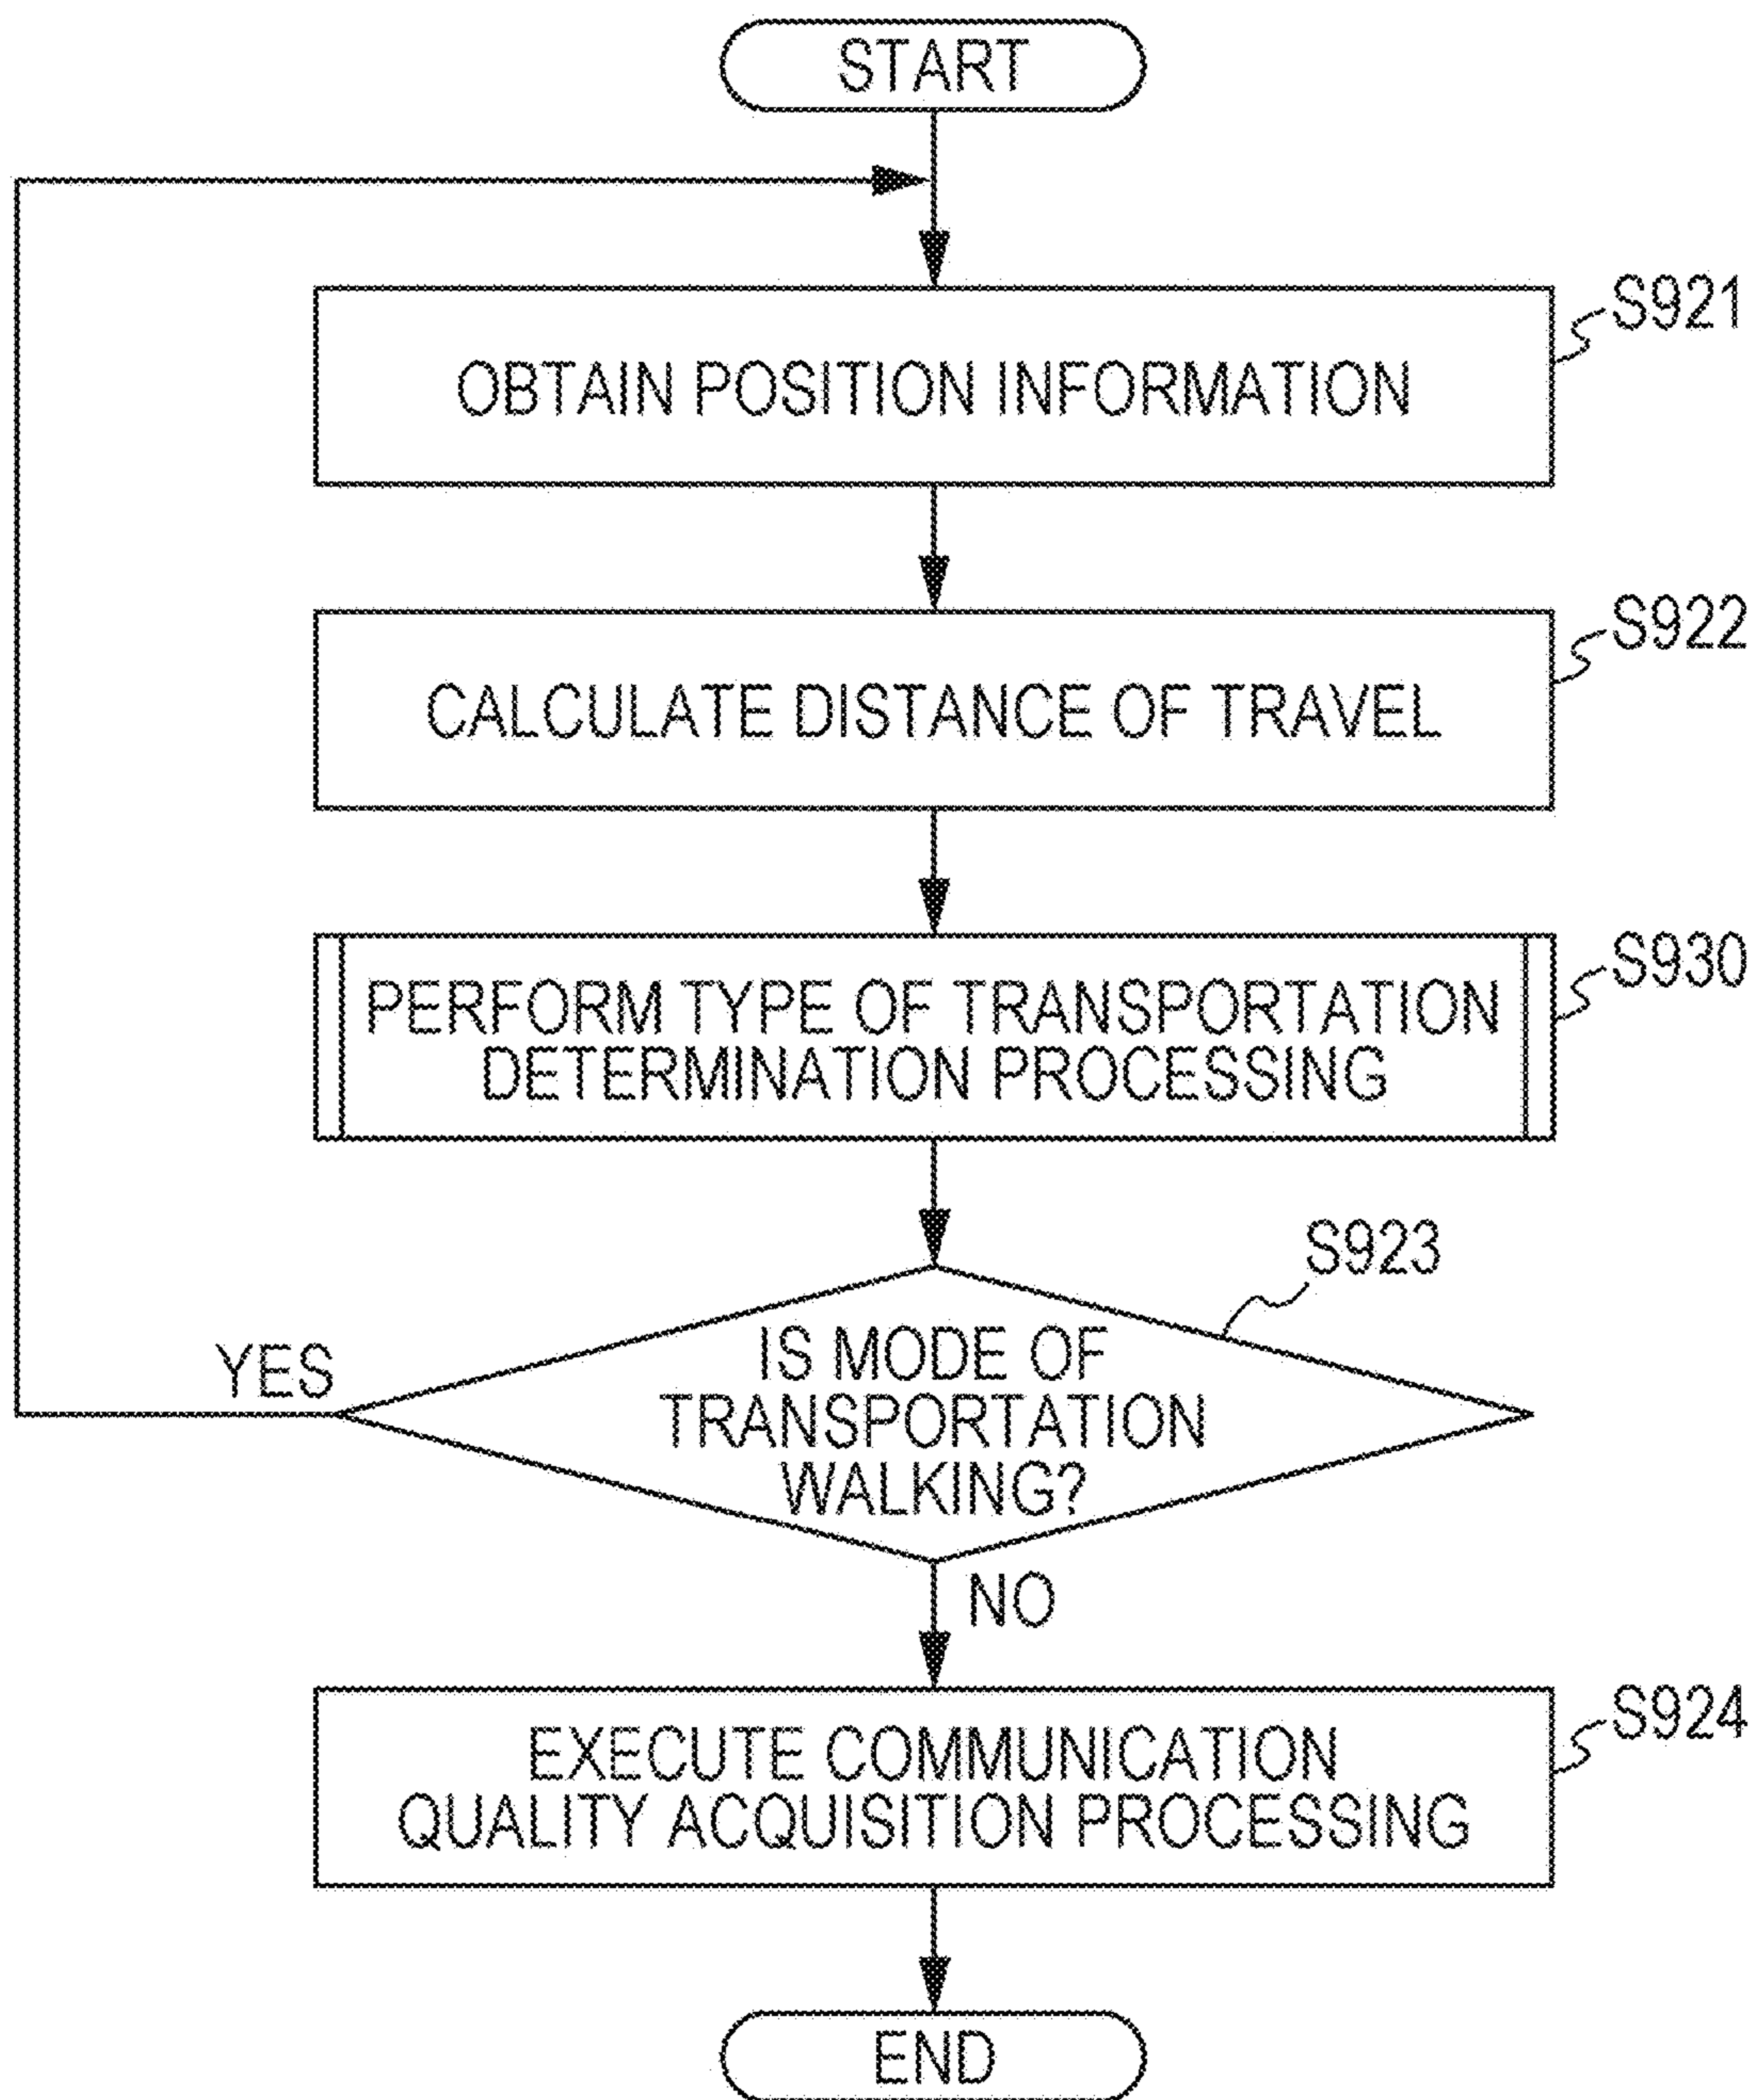 START
OBTAIN POSITION INFORMATION
S921
CALCULATE DISTANCE OF TRAVEL
S922
PERFORM TYPE OF TRANSPORTATION
DETERMINATION PROCESSING
S930
IS MODE OF
TRANSPORTATION
WALKING?
S923
YES
NO
EXECUTE COMMUNICATION
QUALITY ACQUISITION PROCESSING
S924
END